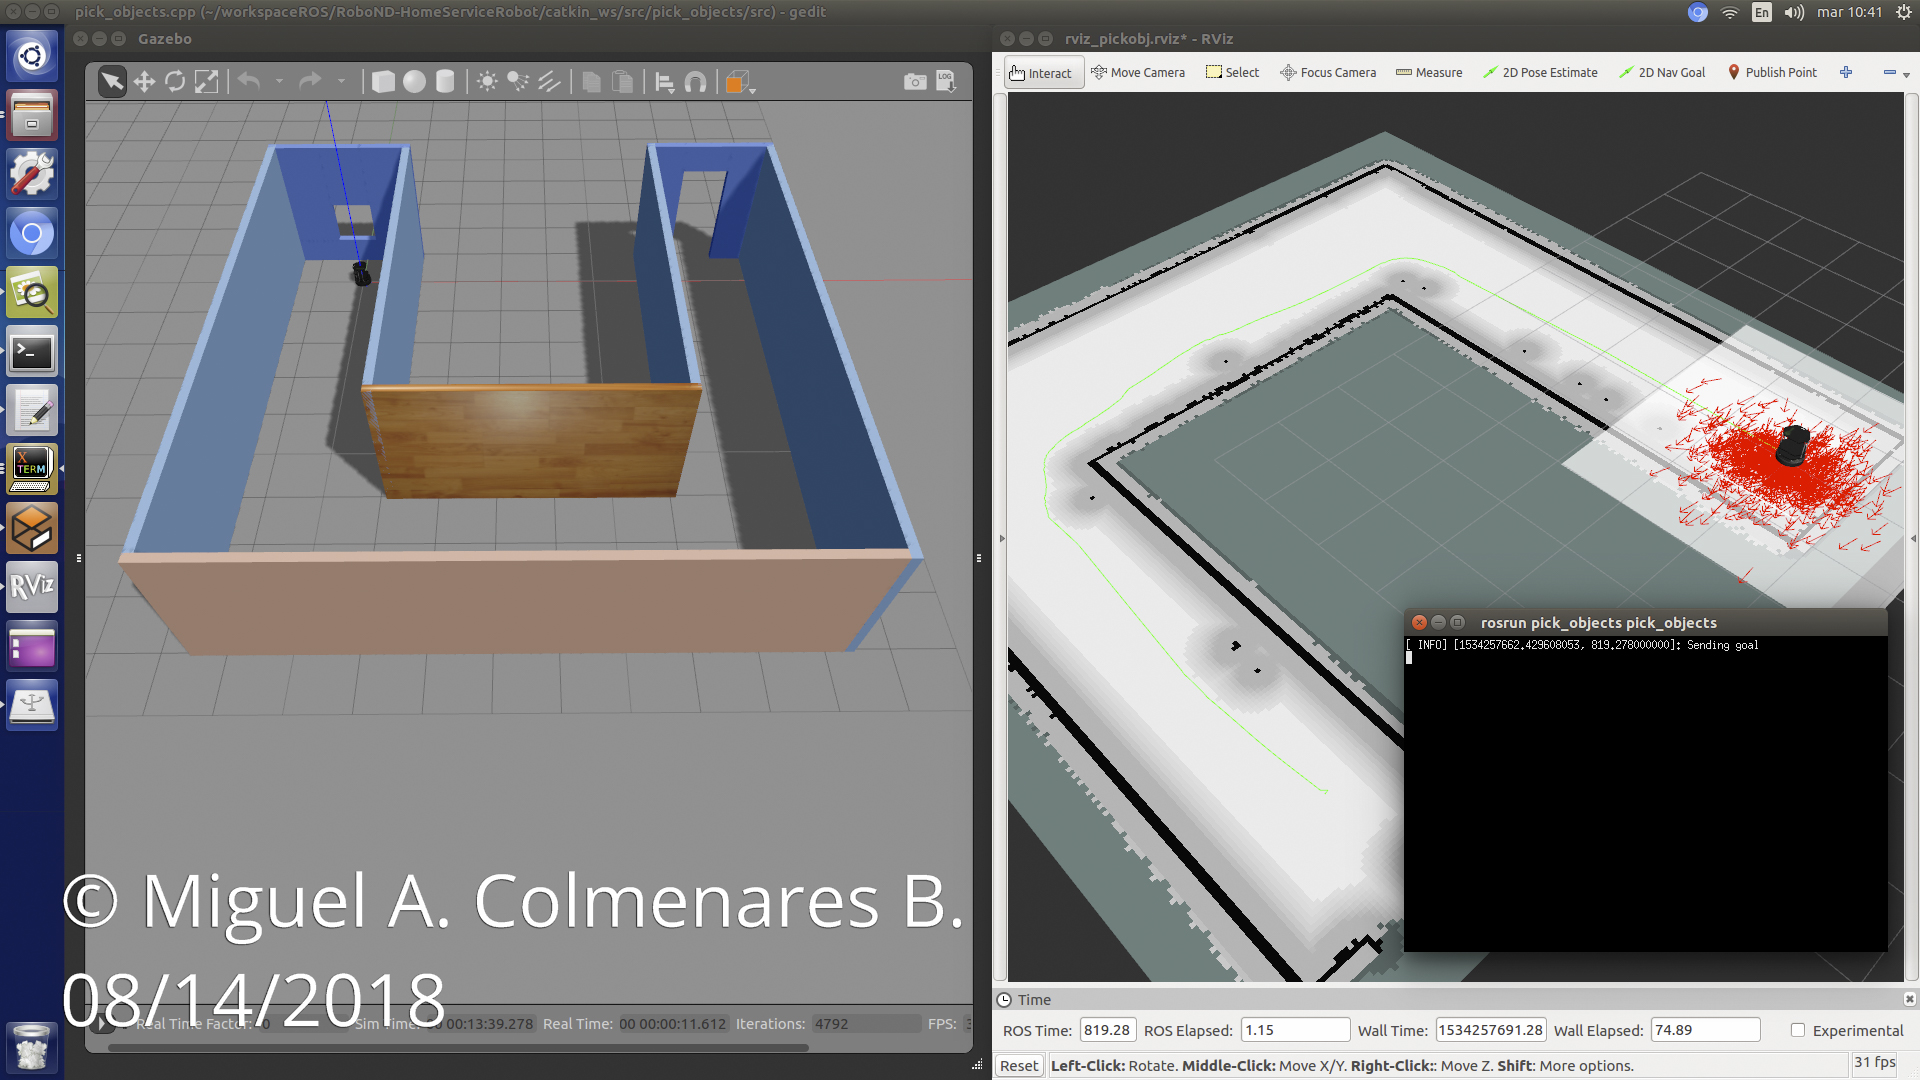 pick_objects.cpp (~/workspaceROS/RoboND-HomeServiceRobot/catkin_ws/src/pick_objects/src) - gedit
En
mar 10:41
Gazebo
LOG
rviz_pickobj.rviz* - RViz
Interact Move Camera Select Focus Camera Measure 2D Pose Estimate 2D Nav Goal Publish Point
X TERM
RViz
rosrun pick_objects pick_objects
[ INFO] [1534257662.429608053, 819.278000000]: Sending goal
© Miguel A. Colmenares B.
08/14/2018
Real Time Factor: Sim Time: 00:13:39.278 Real Time: 00 00:00:11.612 Iterations: 4792 FPS:
Time
ROS Time: 819.28 ROS Elapsed: 1.15 Wall Time: 1534257691.28 Wall Elapsed: 74.89 Experimental
Reset Left-Click: Rotate. Middle-Click: Move X/Y. Right-Click:: Move Z. Shift: More options. 31 fps